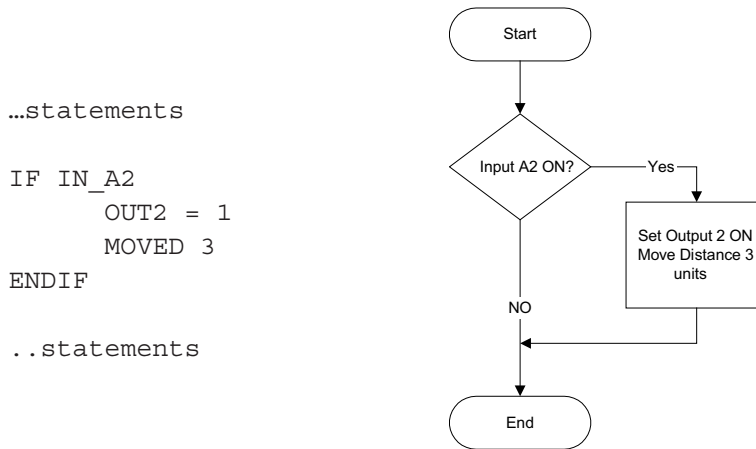 …statements
IF IN_A2
OUT2 = 1
MOVED 3
ENDIF
..statements
Start
Input A2 ON?
Yes
Set Output 2 ON
Move Distance 3
units
NO
End